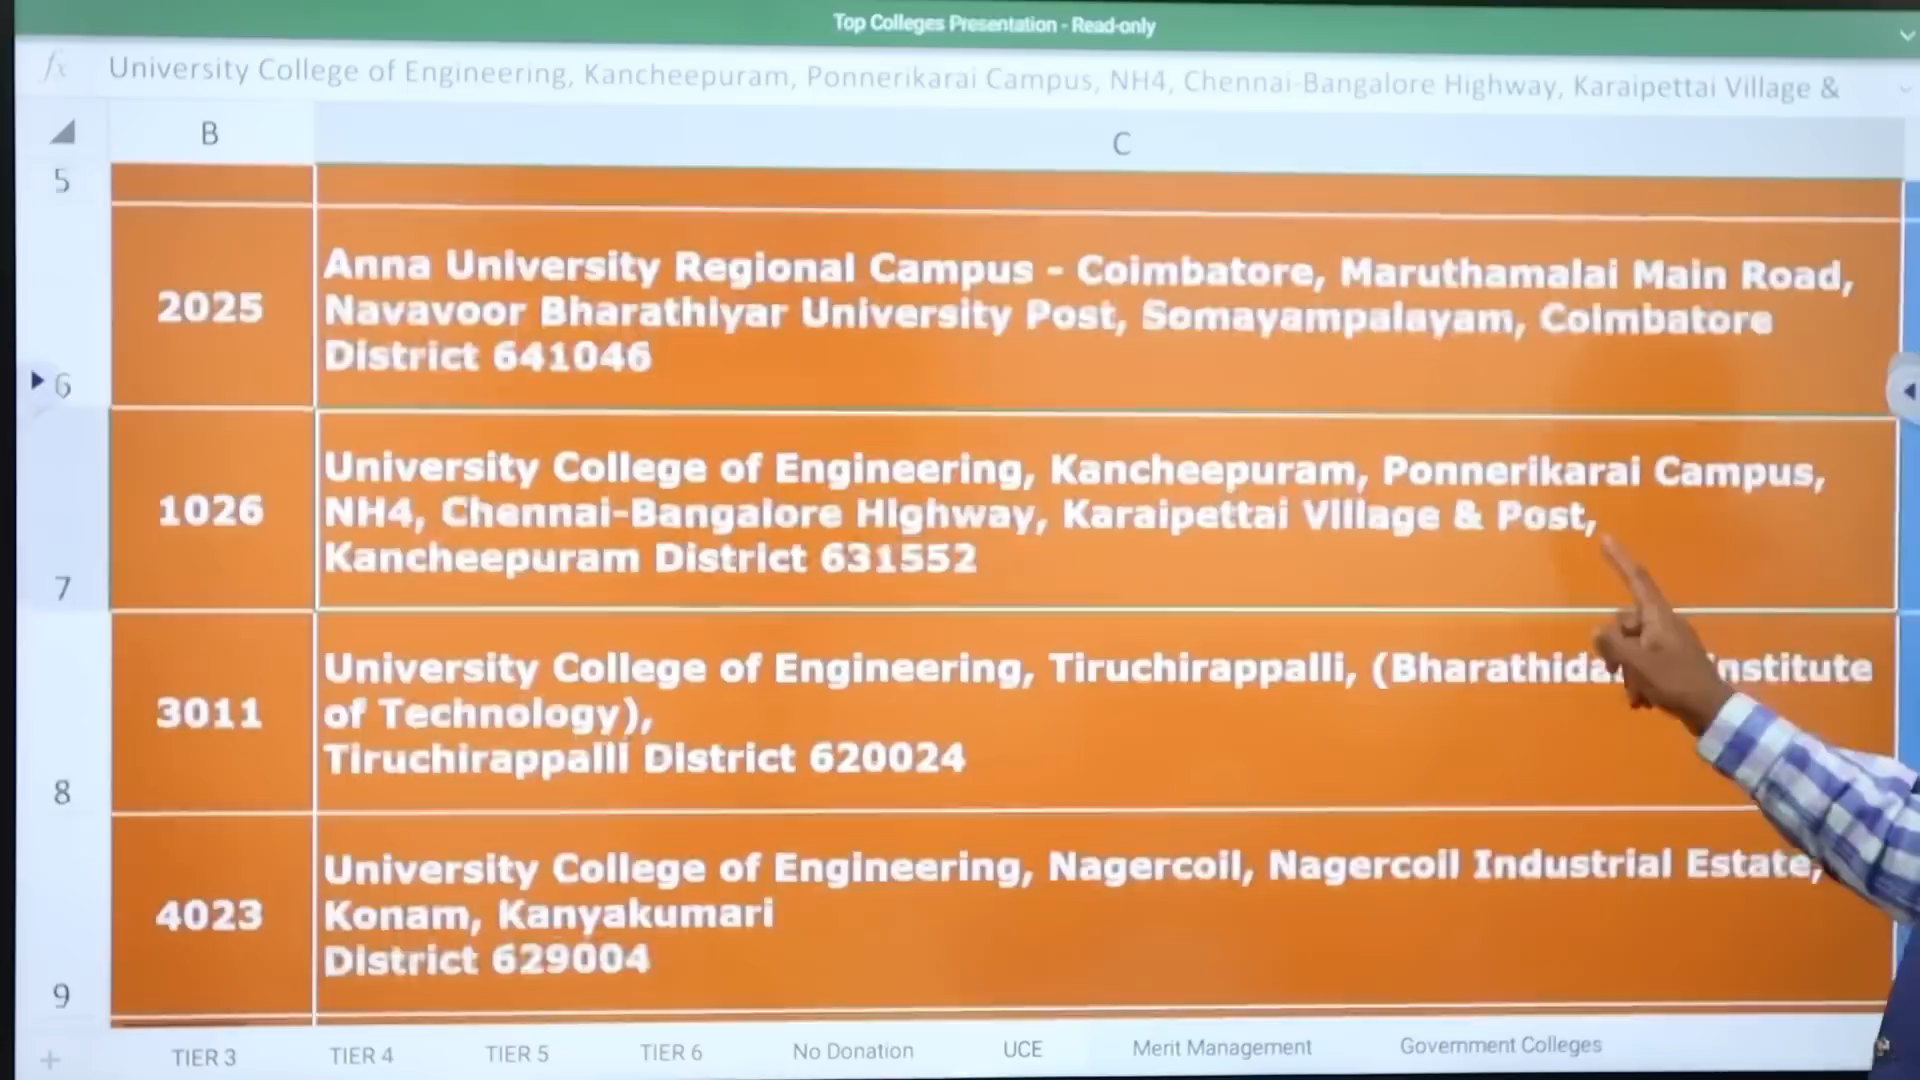 Top Colleges Presentation - Read-only
fx University College of Engineering, Kancheepuram, Ponnerikarai Campus, NH4, Chennai-Bangalore Highway, Karaipettai Village &
B C
5
2025
Anna University Regional Campus - Coimbatore, Maruthamalai Main Road,
Navavoor Bharathiyar University Post, Somayampalayam, Coimbatore
District 641046
6
1026
University College of Engineering, Kancheepuram, Ponnerikarai Campus,
NH4, Chennai-Bangalore Highway, Karaipettai Village & Post,
Kancheepuram District 631552
7
3011
University College of Engineering, Tiruchirappalli, (Bharathida nstitute
of Technology),
Tiruchirappalli District 620024
8
4023
University College of Engineering, Nagercoil, Nagercoil Industrial Estate,
Konam, Kanyakumari
District 629004
9
+ TIER 3 TIER 4 TIER 5 TIER 6 No Donation UCE Merit Management Government Colleges